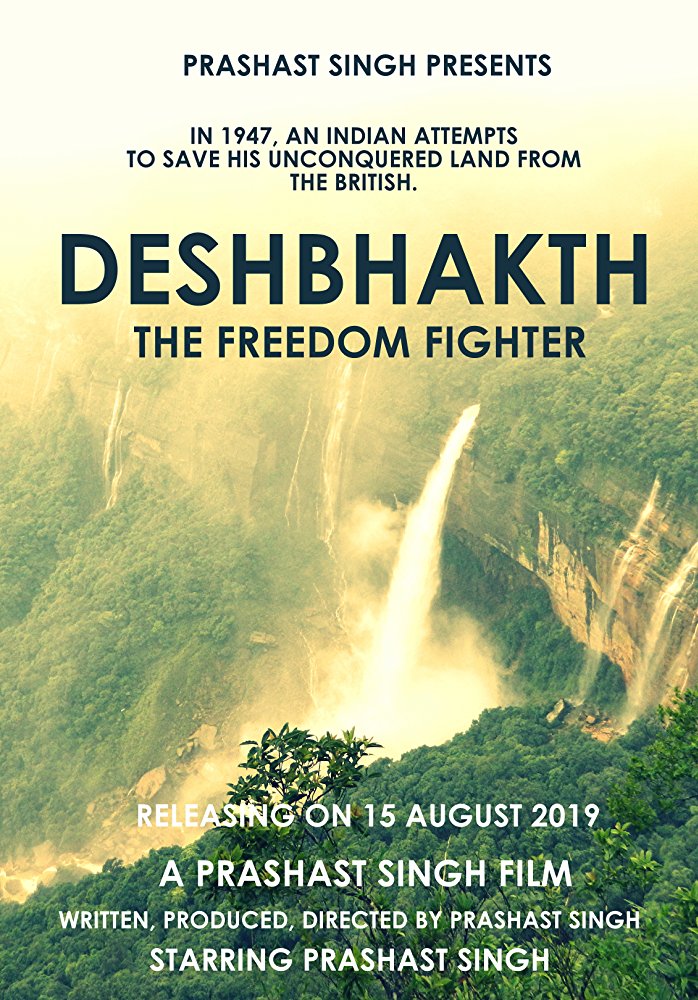 PRASHAST SINGH PRESENTS
IN 1947, AN INDIAN ATTEMPTS
TO SAVE HIS UNCONQUERED LAND FROM
THE BRITISH.
DESHBHAKTH
THE FREEDOM FIGHTER
RELEASING ON 15 AUGUST 2019
A PRASHAST SINGH FILM
WRITTEN, PRODUCED, DIRECTED BY PRASHAST SINGH
STARRING PRASHAST SINGH